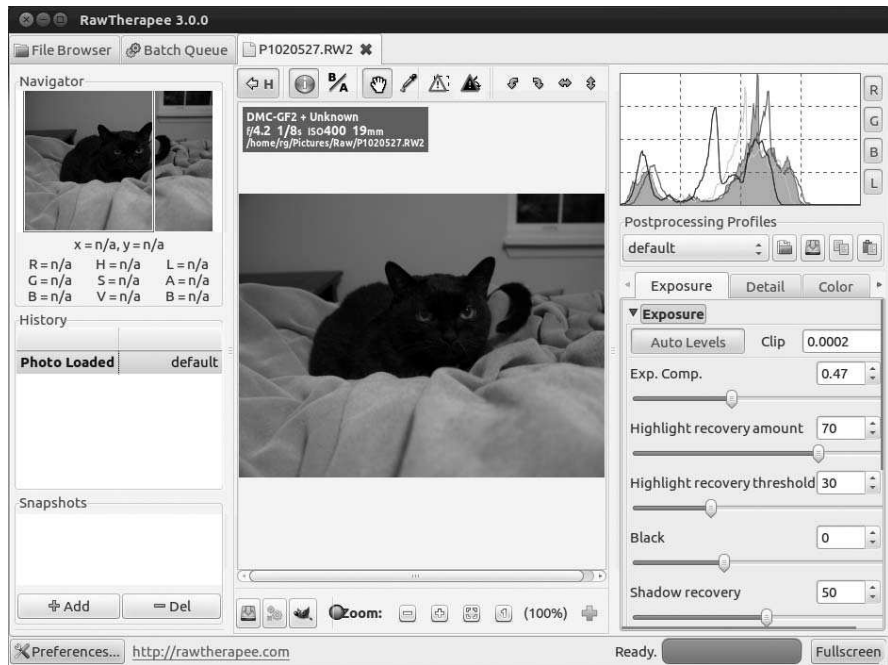 RawTherapee 3.0.0
File Browser
Batch Queue
P1020527.RW2
Navigator
x = n/a, y = n/a
R = n/a H = n/a L = n/a
G = n/a S = n/a A = n/a
B = n/a V = n/a B = n/a
History
Photo Loaded default
Snapshots
Add
Del
H
B/A
DMC-GF2 + Unknown
f/4.2 1/8s ISO400 19mm
/home/rg/Pictures/Raw/P1020527.RW2
Zoom:
1
(100%)
R
G
B
L
Postprocessing Profiles
default
Exposure Detail Color
Exposure
Auto Levels Clip 0.0002
Exp. Comp. 0.47
Highlight recovery amount 70
Highlight recovery threshold 30
Black 0
Shadow recovery 50
Preferences...
http://rawtherapee.com
Ready.
Fullscreen